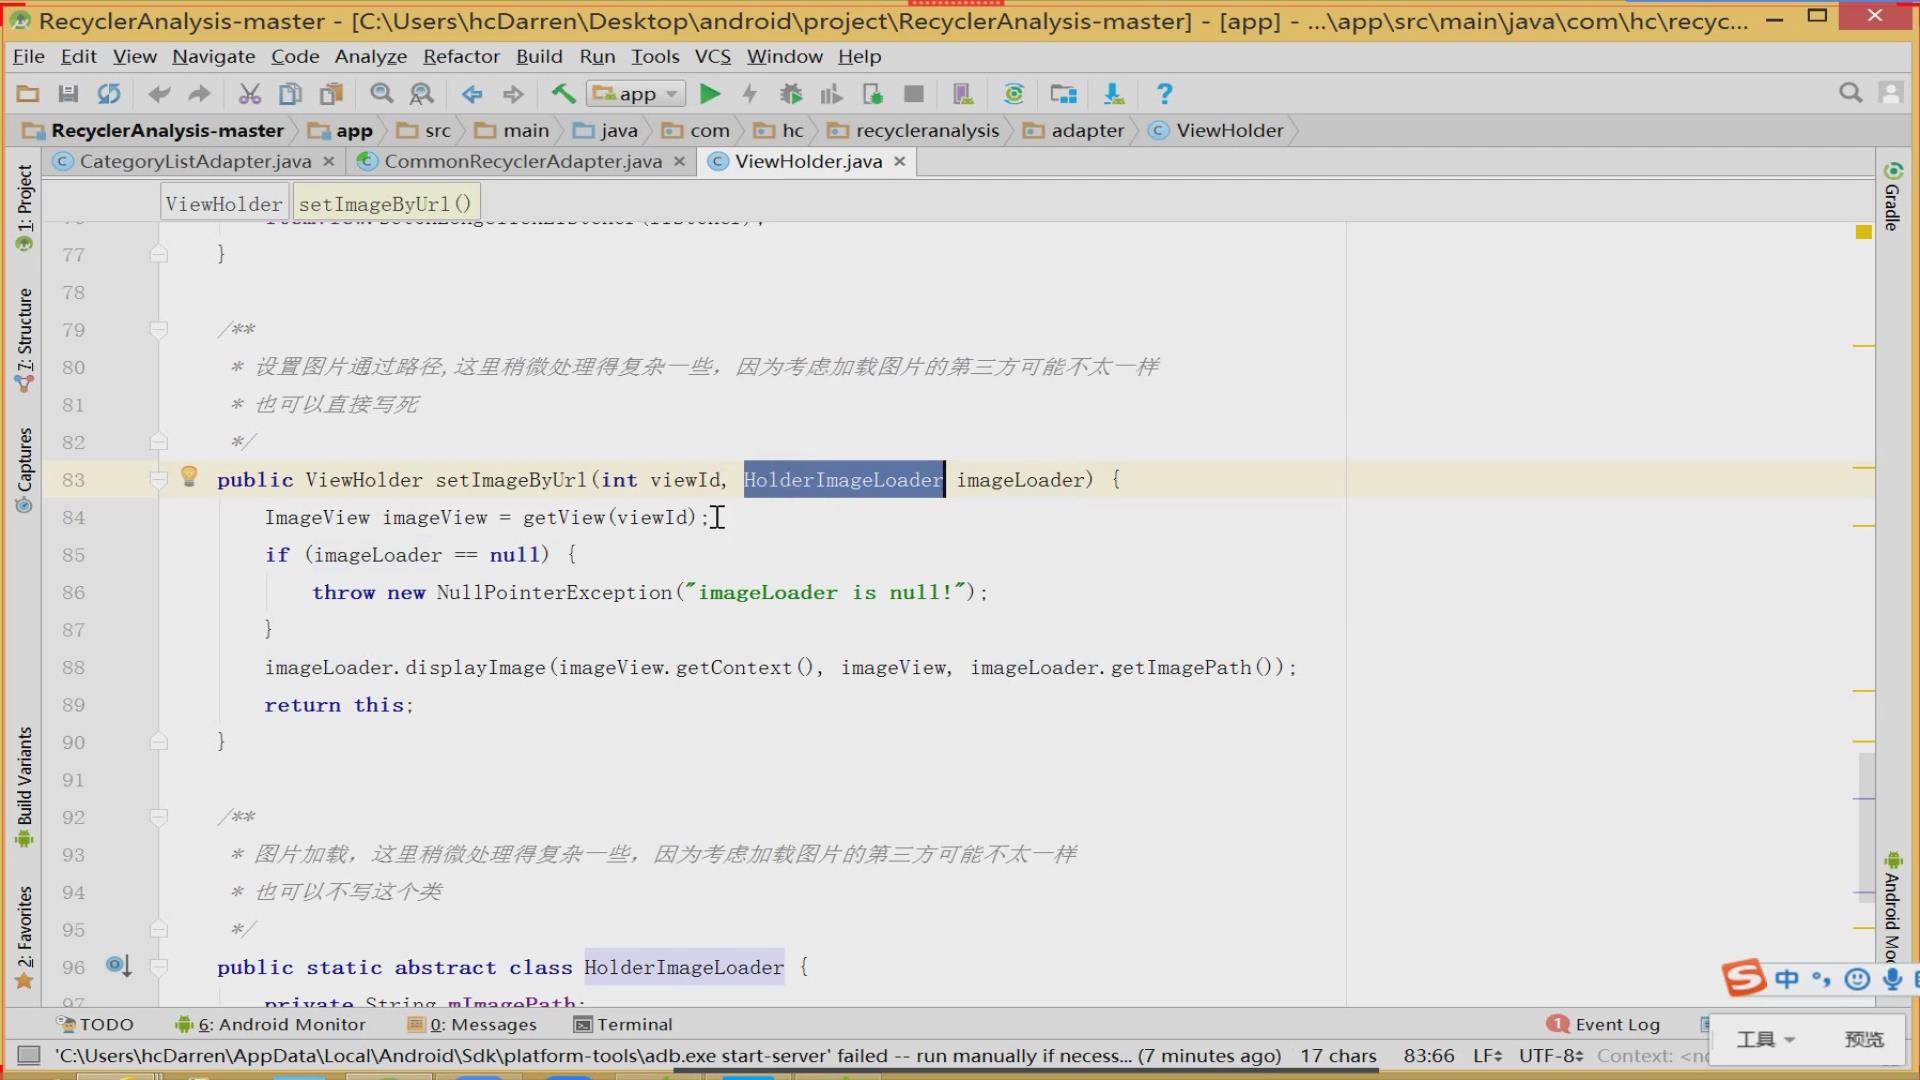 RecyclerAnalysis-master - [C:\Users\hcDarren\Desktop\android\project\RecyclerAnalysis-master] - [app] - ...\app\src\main\java\com\hc\recyc...
File Edit View Navigate Code Analyze Refactor Build Run Tools VCS Window Help
app
RecyclerAnalysis-master app src main java com hc recycleranalysis adapter ViewHolder
CategoryListAdapter.java CommonRecyclerAdapter.java ViewHolder.java
ViewHolder setImageByUrl()
77 }
78
79 /**
80 * 设置图片通过路径,这里稍微处理得复杂一些，因为考虑加载图片的第三方可能不太一样
81 * 也可以直接写死
82 */
83 public ViewHolder setImageByUrl(int viewId, HolderImageLoader imageLoader) {
84 ImageView imageView = getView(viewId);
85 if (imageLoader == null) {
86 throw new NullPointerException("imageLoader is null!");
87 }
88 imageLoader.displayImage(imageView.getContext(), imageView, imageLoader.getImagePath());
89 return this;
90 }
91
92 /**
93 * 图片加载，这里稍微处理得复杂一些，因为考虑加载图片的第三方可能不太一样
94 * 也可以不写这个类
95 */
96 public static abstract class HolderImageLoader {
97 private String mImagePath;
1: Project
7: Structure
Captures
Build Variants
2: Favorites
Gradle
Android Mo
中
TODO 6: Android Monitor 0: Messages Terminal 1 Event Log
工具 预览
'C:\Users\hcDarren\AppData\Local\Android\Sdk\platform-tools\adb.exe start-server' failed -- run manually if necess... (7 minutes ago) 17 chars 83:66 LF UTF-8 Context: <no